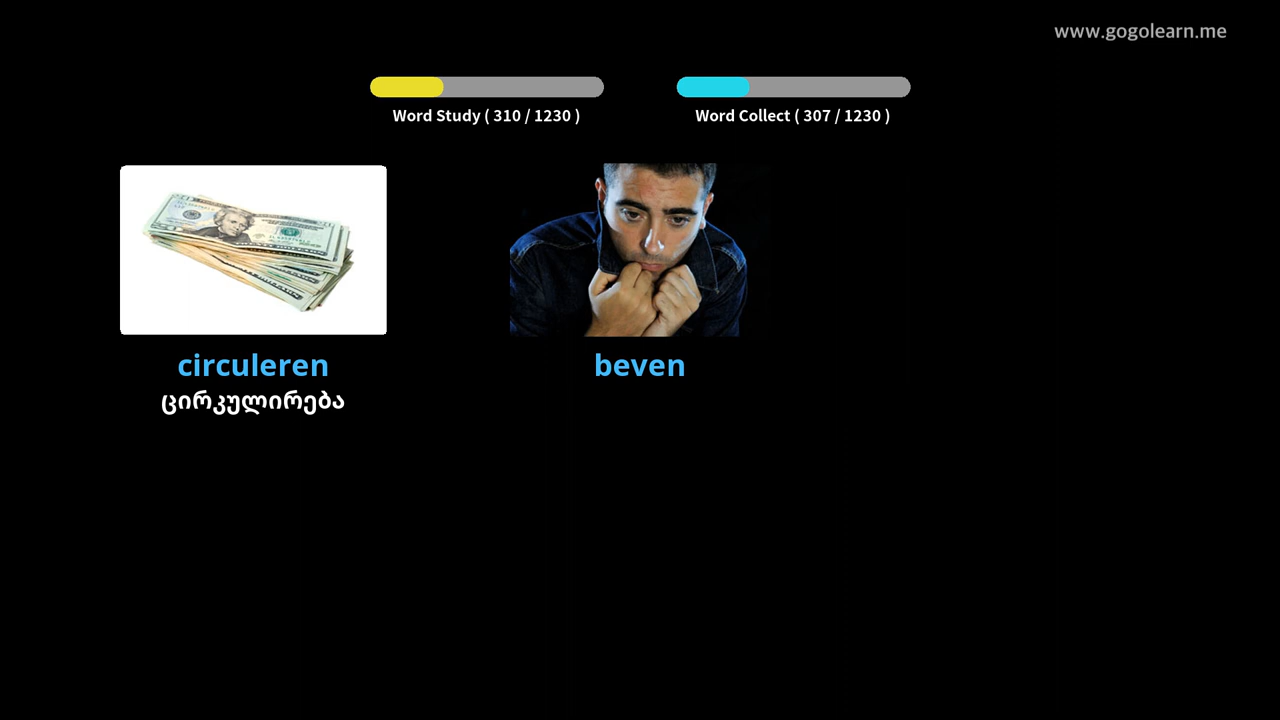 www.gogolearn.me
Word Study ( 310 / 1230 )
Word Collect ( 307 / 1230 )
circuleren
beven
ცირკულირება